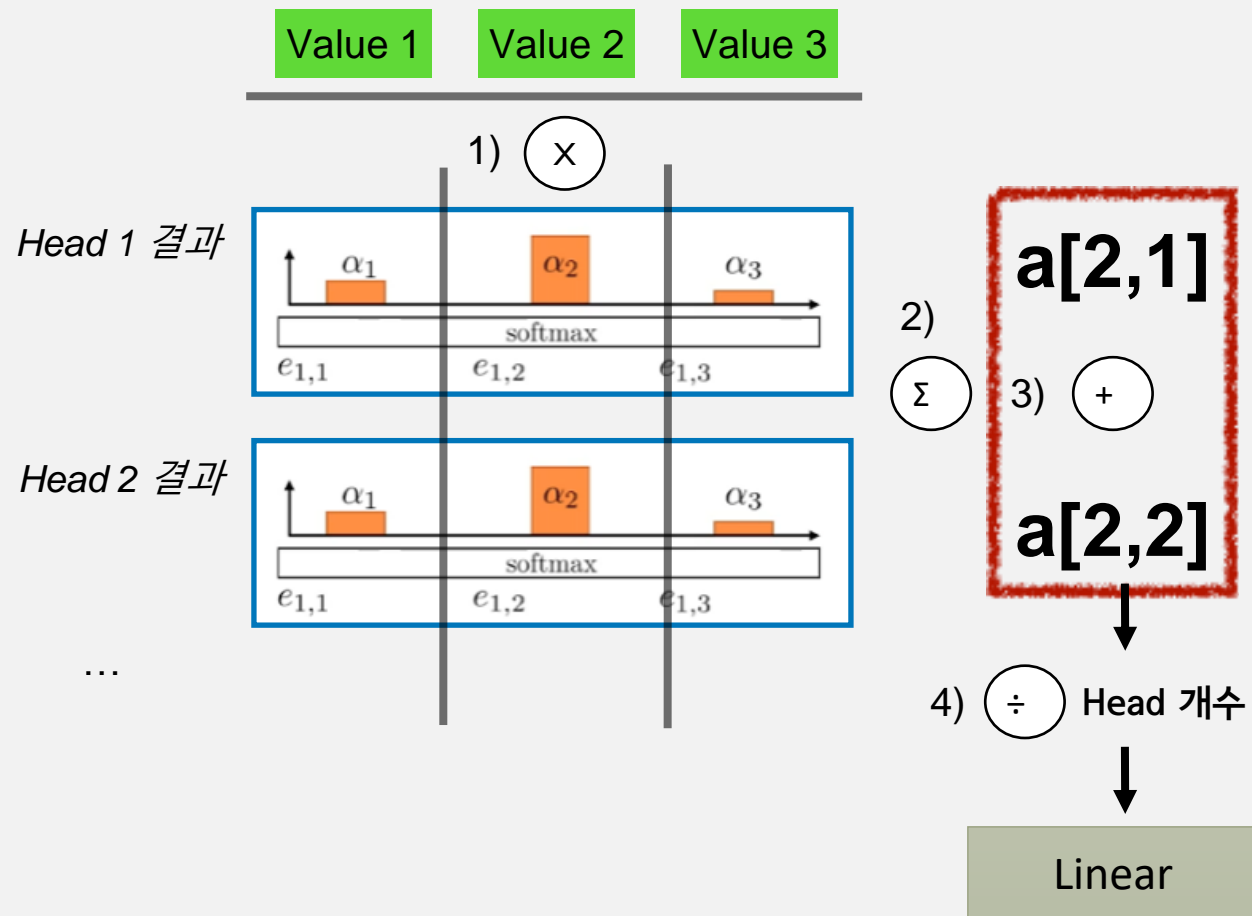 Value 1 Value 2 Value 3
1) X
Head 1 결과
α1 α2 α3
softmax
e1,1 e1,2 e1,3
Head 2 결과
α1 α2 α3
softmax
e1,1 e1,2 e1,3
…
2)
Σ
a[2,1]
3) +
a[2,2]
4) ÷ Head 개수
Linear